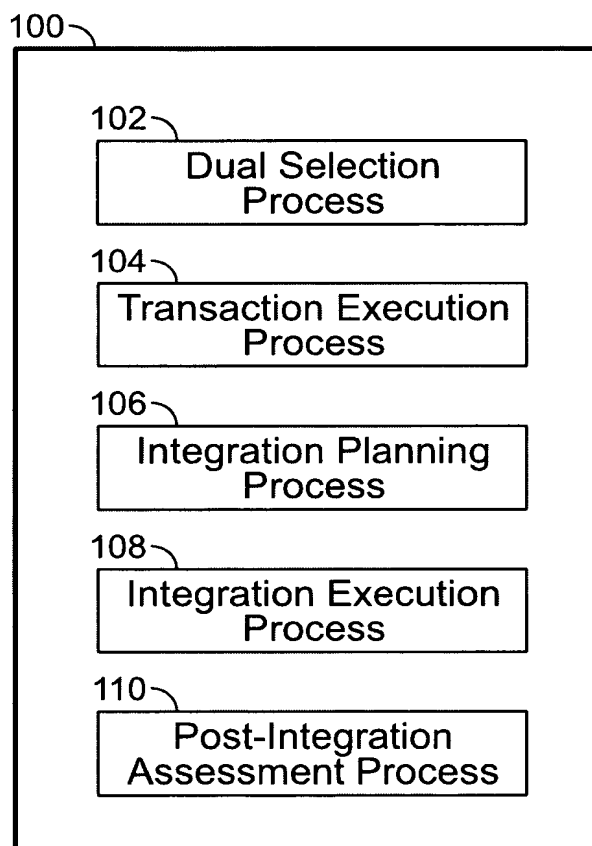 100
102
Dual Selection
Process
104
Transaction Execution
Process
106
Integration Planning
Process
108
Integration Execution
Process
110
Post-Integration
Assessment Process